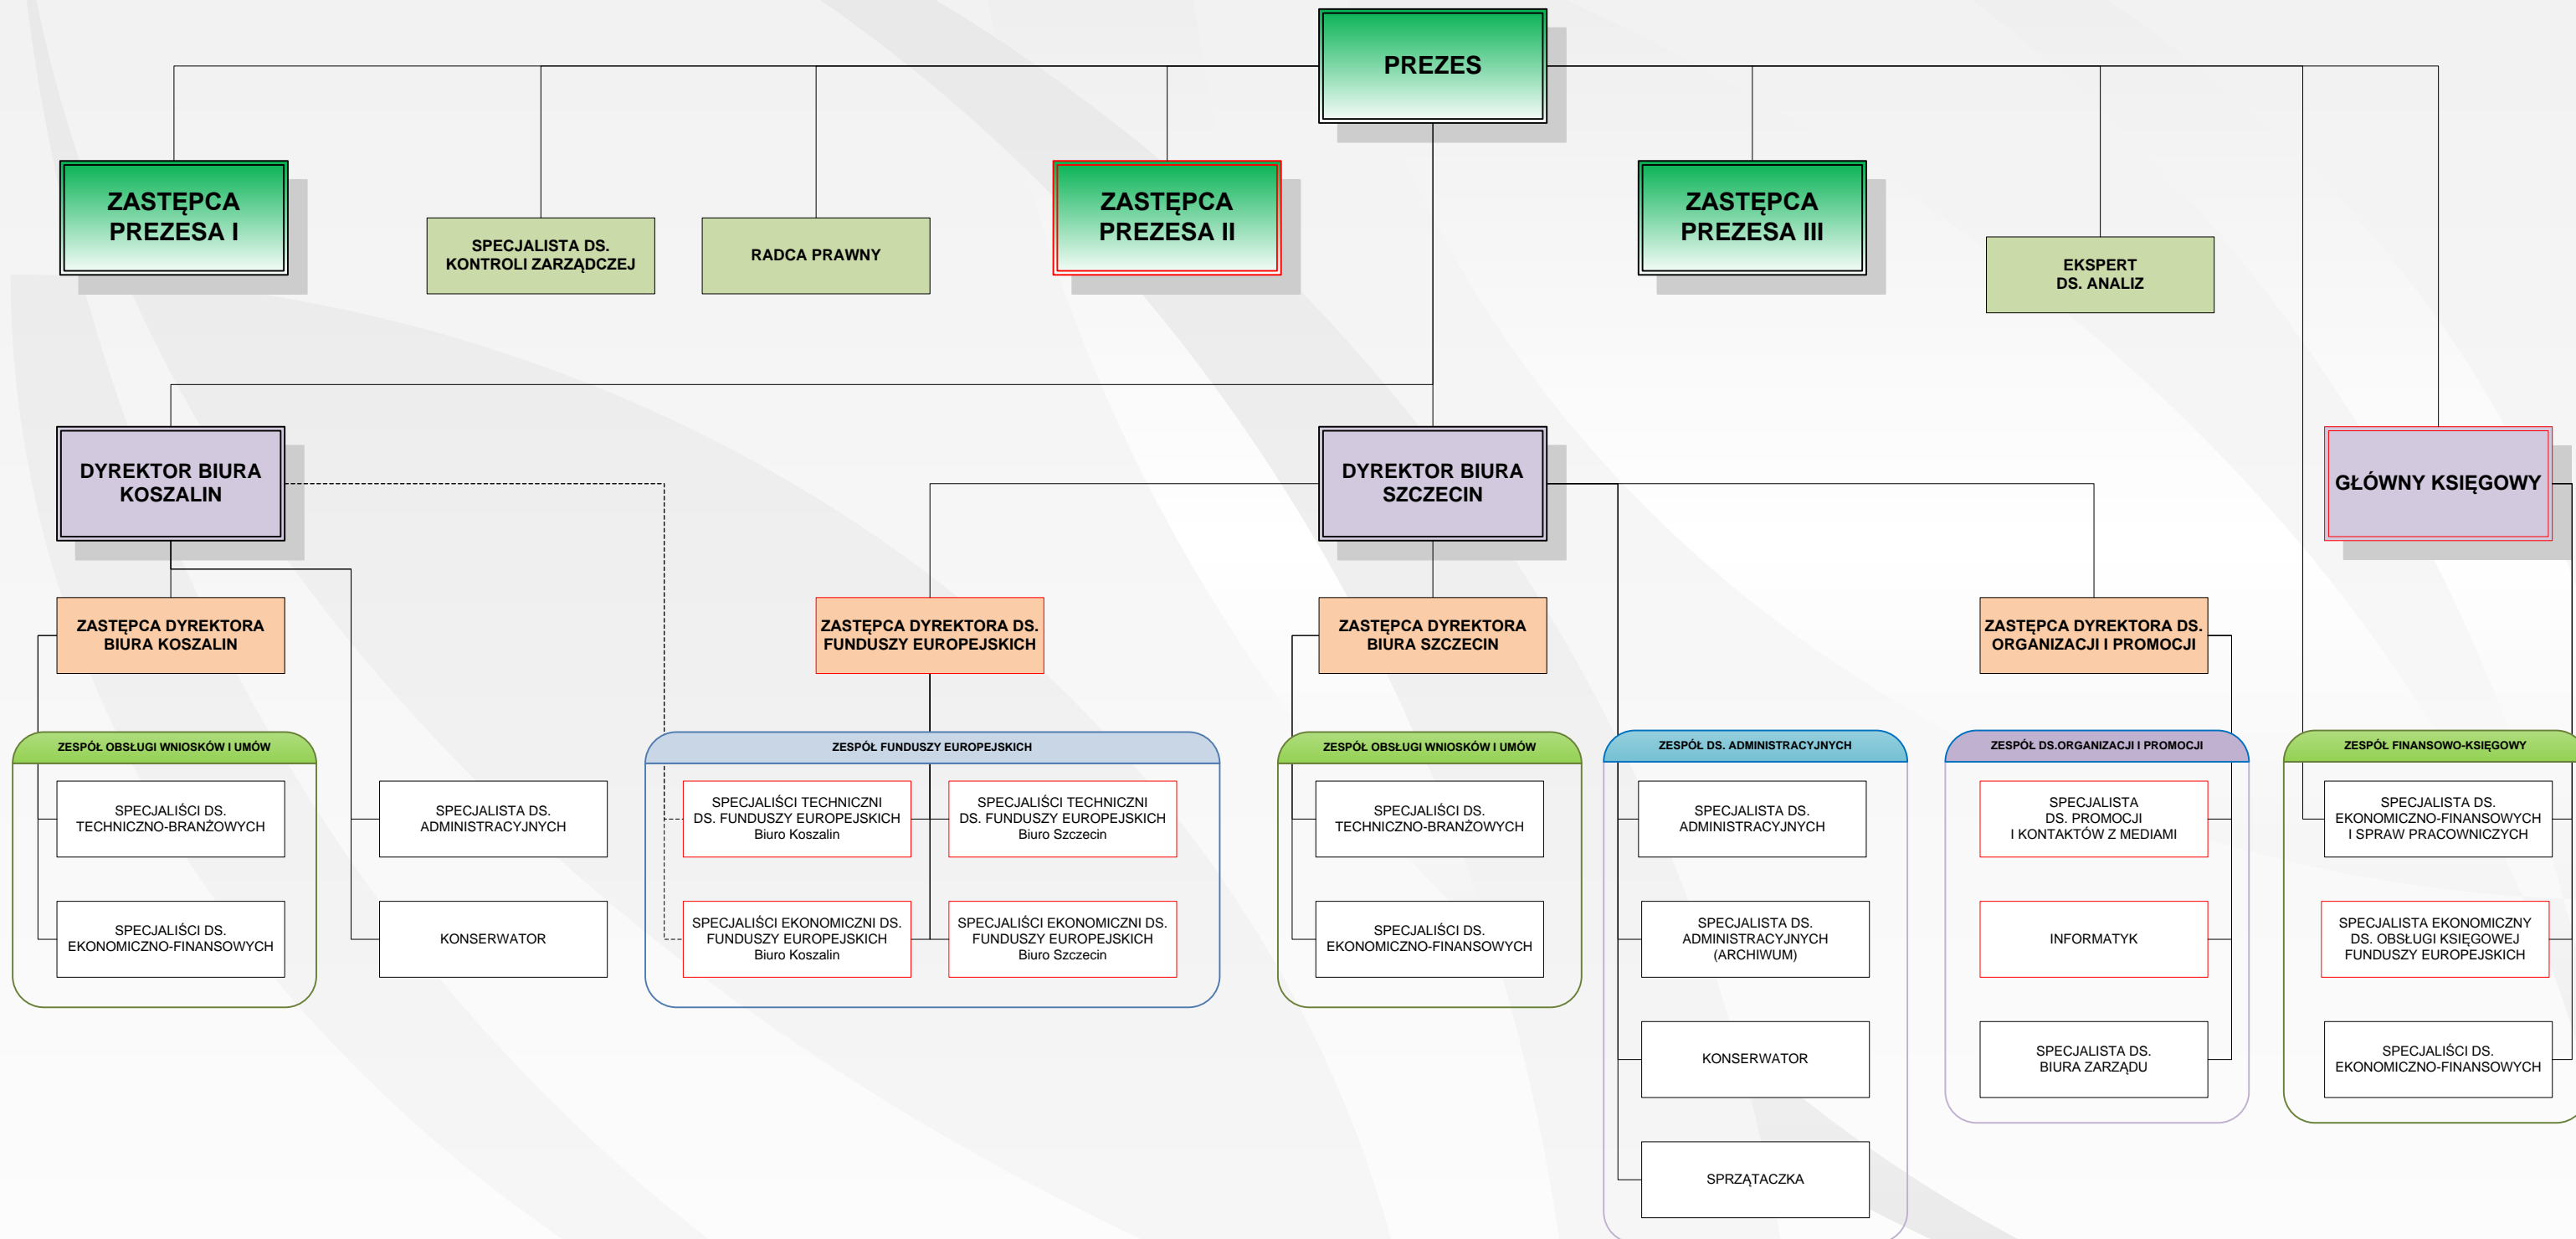 PREZES
ZASTĘPCA
PREZESA I
SPECJALISTA DS.
KONTROLI ZARZĄDCZEJ
RADCA PRAWNY
ZASTĘPCA
PREZESA II
ZASTĘPCA
PREZESA III
EKSPERT
DS. ANALIZ
DYREKTOR BIURA
KOSZALIN
DYREKTOR BIURA
SZCZECIN
GŁÓWNY KSIĘGOWY
ZASTĘPCA DYREKTORA
BIURA KOSZALIN
ZASTĘPCA DYREKTORA DS.
FUNDUSZY EUROPEJSKICH
ZASTĘPCA DYREKTORA
BIURA SZCZECIN
ZASTĘPCA DYREKTORA DS.
ORGANIZACJI I PROMOCJI
ZESPÓŁ OBSŁUGI WNIOSKÓW I UMÓW
SPECJALIŚCI DS.
TECHNICZNO-BRANŻOWYCH
SPECJALIŚCI DS.
EKONOMICZNO-FINANSOWYCH
SPECJALISTA DS.
ADMINISTRACYJNYCH
KONSERWATOR
ZESPÓŁ FUNDUSZY EUROPEJSKICH
SPECJALIŚCI TECHNICZNI
DS. FUNDUSZY EUROPEJSKICH
Biuro Koszalin
SPECJALIŚCI TECHNICZNI
DS. FUNDUSZY EUROPEJSKICH
Biuro Szczecin
SPECJALIŚCI EKONOMICZNI DS.
FUNDUSZY EUROPEJSKICH
Biuro Koszalin
SPECJALIŚCI EKONOMICZNI DS.
FUNDUSZY EUROPEJSKICH
Biuro Szczecin
ZESPÓŁ OBSŁUGI WNIOSKÓW I UMÓW
SPECJALIŚCI DS.
TECHNICZNO-BRANŻOWYCH
SPECJALIŚCI DS.
EKONOMICZNO-FINANSOWYCH
ZESPÓŁ DS. ADMINISTRACYJNYCH
SPECJALISTA DS.
ADMINISTRACYJNYCH
SPECJALISTA DS.
ADMINISTRACYJNYCH
(ARCHIWUM)
KONSERWATOR
SPRZĄTACZKA
ZESPÓŁ DS.ORGANIZACJI I PROMOCJI
SPECJALISTA
DS. PROMOCJI
I KONTAKTÓW Z MEDIAMI
INFORMATYK
SPECJALISTA DS.
BIURA ZARZĄDU
ZESPÓŁ FINANSOWO-KSIĘGOWY
SPECJALISTA DS.
EKONOMICZNO-FINANSOWYCH
I SPRAW PRACOWNICZYCH
SPECJALISTA EKONOMICZNY
DS. OBSŁUGI KSIĘGOWEJ
FUNDUSZY EUROPEJSKICH
SPECJALIŚCI DS.
EKONOMICZNO-FINANSOWYCH